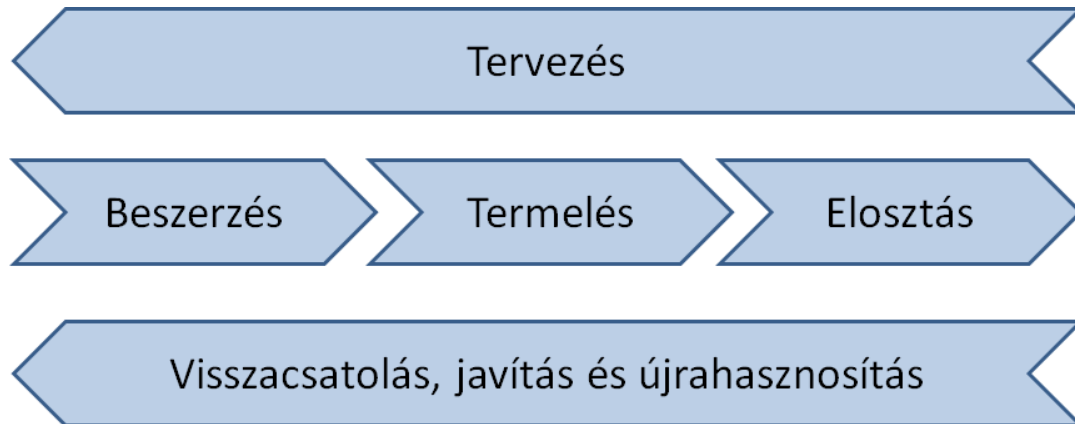 Tervezés
Beszerzés
Termelés
Elosztás
Visszacsatolás, javítás és újrahasznosítás